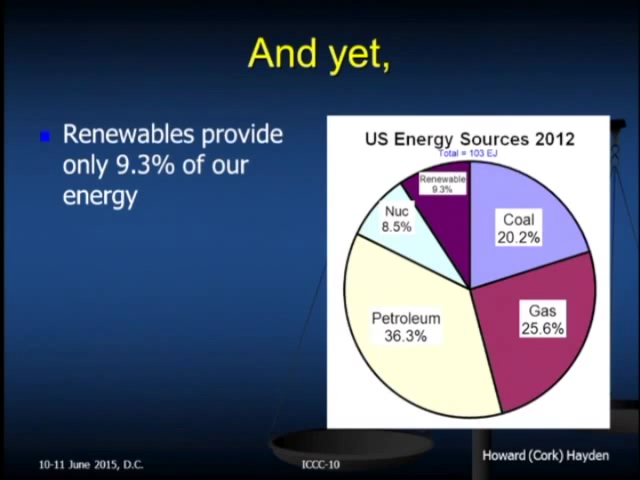 And yet,
Renewables provide
only 9.3% of our
energy
US Energy Sources 2012
Total = 103 EJ
Renewable
9.3%
Nuc
8.5%
Coal
20.2%
Gas
25.6%
Petroleum
36.3%
10-11 June 2015, D.C.
ICCC-10
Howard (Cork) Hayden